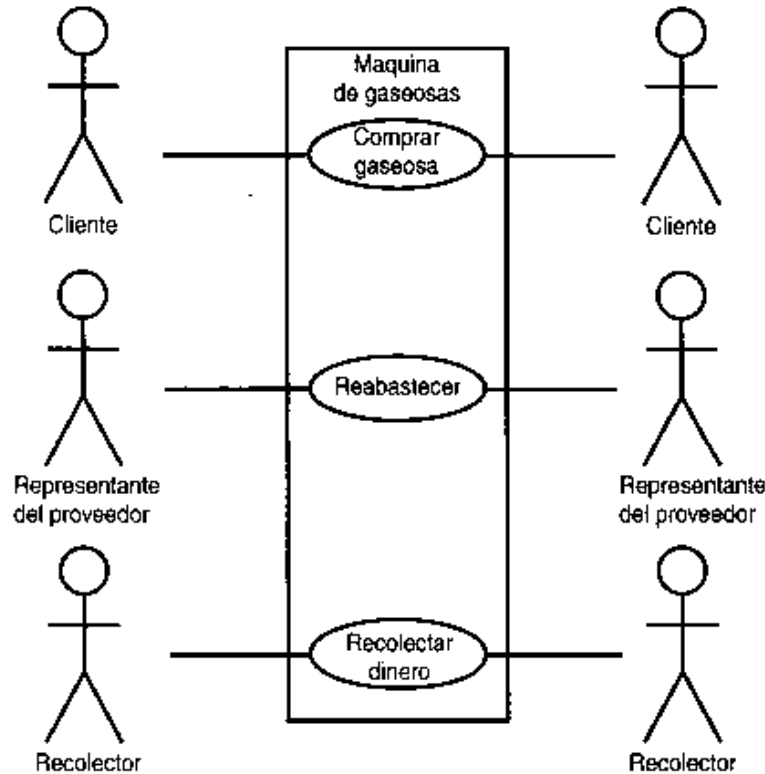 Maquina
de gaseosas
Comprar
gaseosa
Cliente
Cliente
Reabastecer
Representante
del proveedor
Representante
del proveedor
Recolectar
dinero
Recolector
Recolector